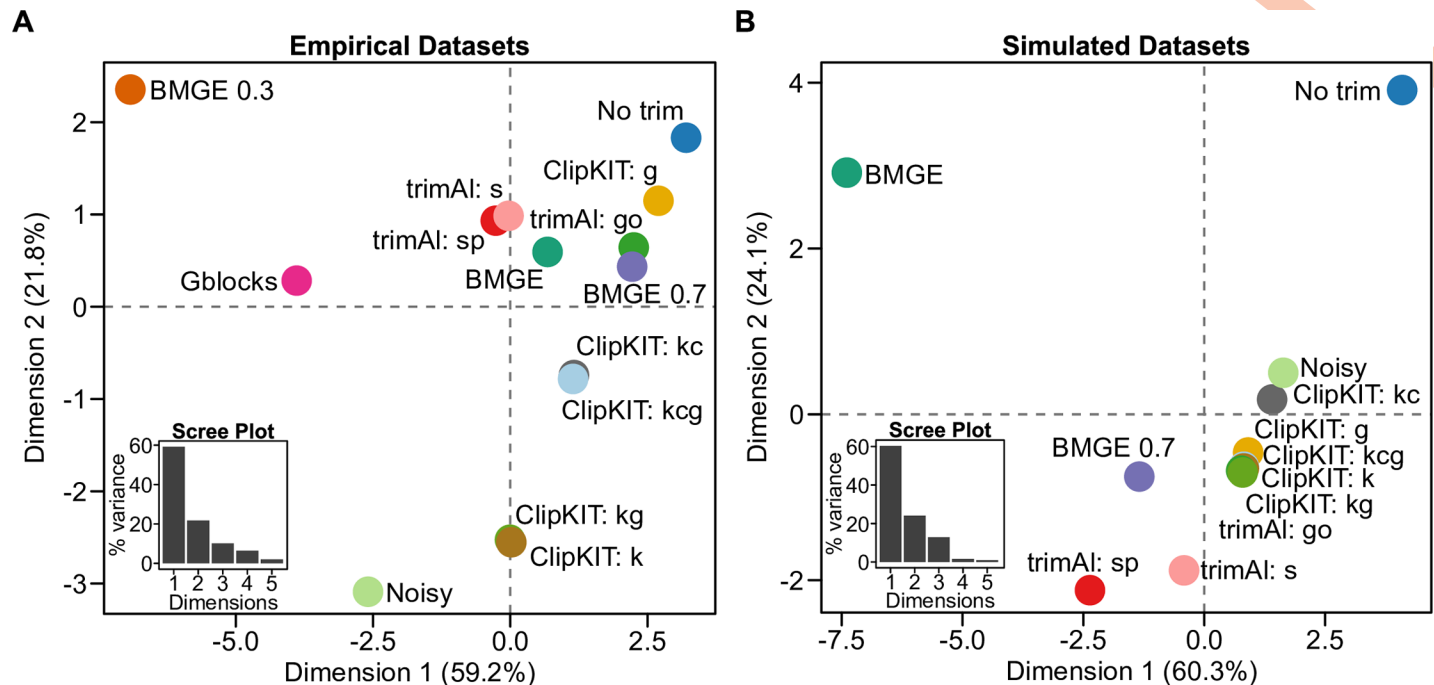 A
Empirical Datasets
BMGE 0.3
No trim
ClipKIT: g
trimAl: s
trimAl: go
trimAl: sp
Gblocks
BMGE
BMGE 0.7
ClipKIT: kc
ClipKIT: kcg
ClipKIT: kg
ClipKIT: k
Noisy
2
1
0
-1
-2
-3
Dimension 2 (21.8%)
-5.0
-2.5
0.0
2.5
Dimension 1 (59.2%)
Scree Plot
% variance
60
40
20
0
1 2 3 4 5
Dimensions
B
Simulated Datasets
No trim
BMGE
Noisy
ClipKIT: kc
ClipKIT: g
BMGE 0.7
ClipKIT: kcg
ClipKIT: k
ClipKIT: kg
trimAl: go
trimAl: sp
trimAl: s
4
2
0
-2
Dimension 2 (24.1%)
-7.5
-5.0
-2.5
0.0
2.5
Dimension 1 (60.3%)
Scree Plot
% variance
60
40
20
0
1 2 3 4 5
Dimensions